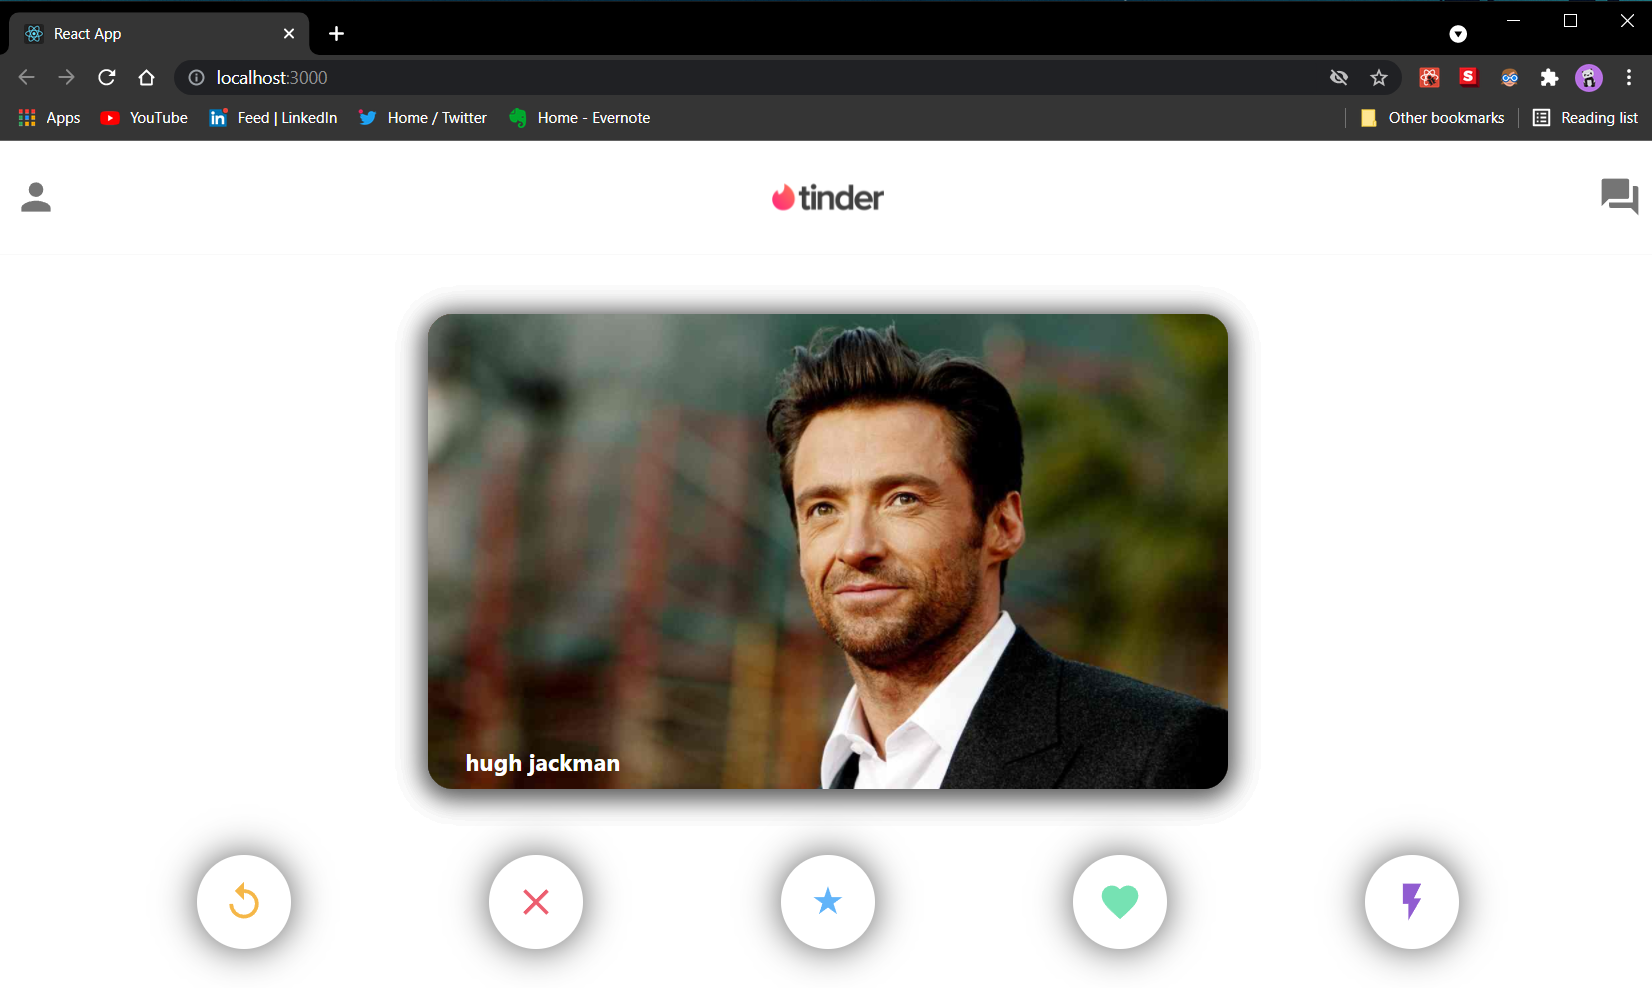 React App
localhost:3000
S
Apps
YouTube
in Feed | LinkedIn
Home / Twitter
Home - Evernote
Other bookmarks
Reading list
tinder
hugh jackman